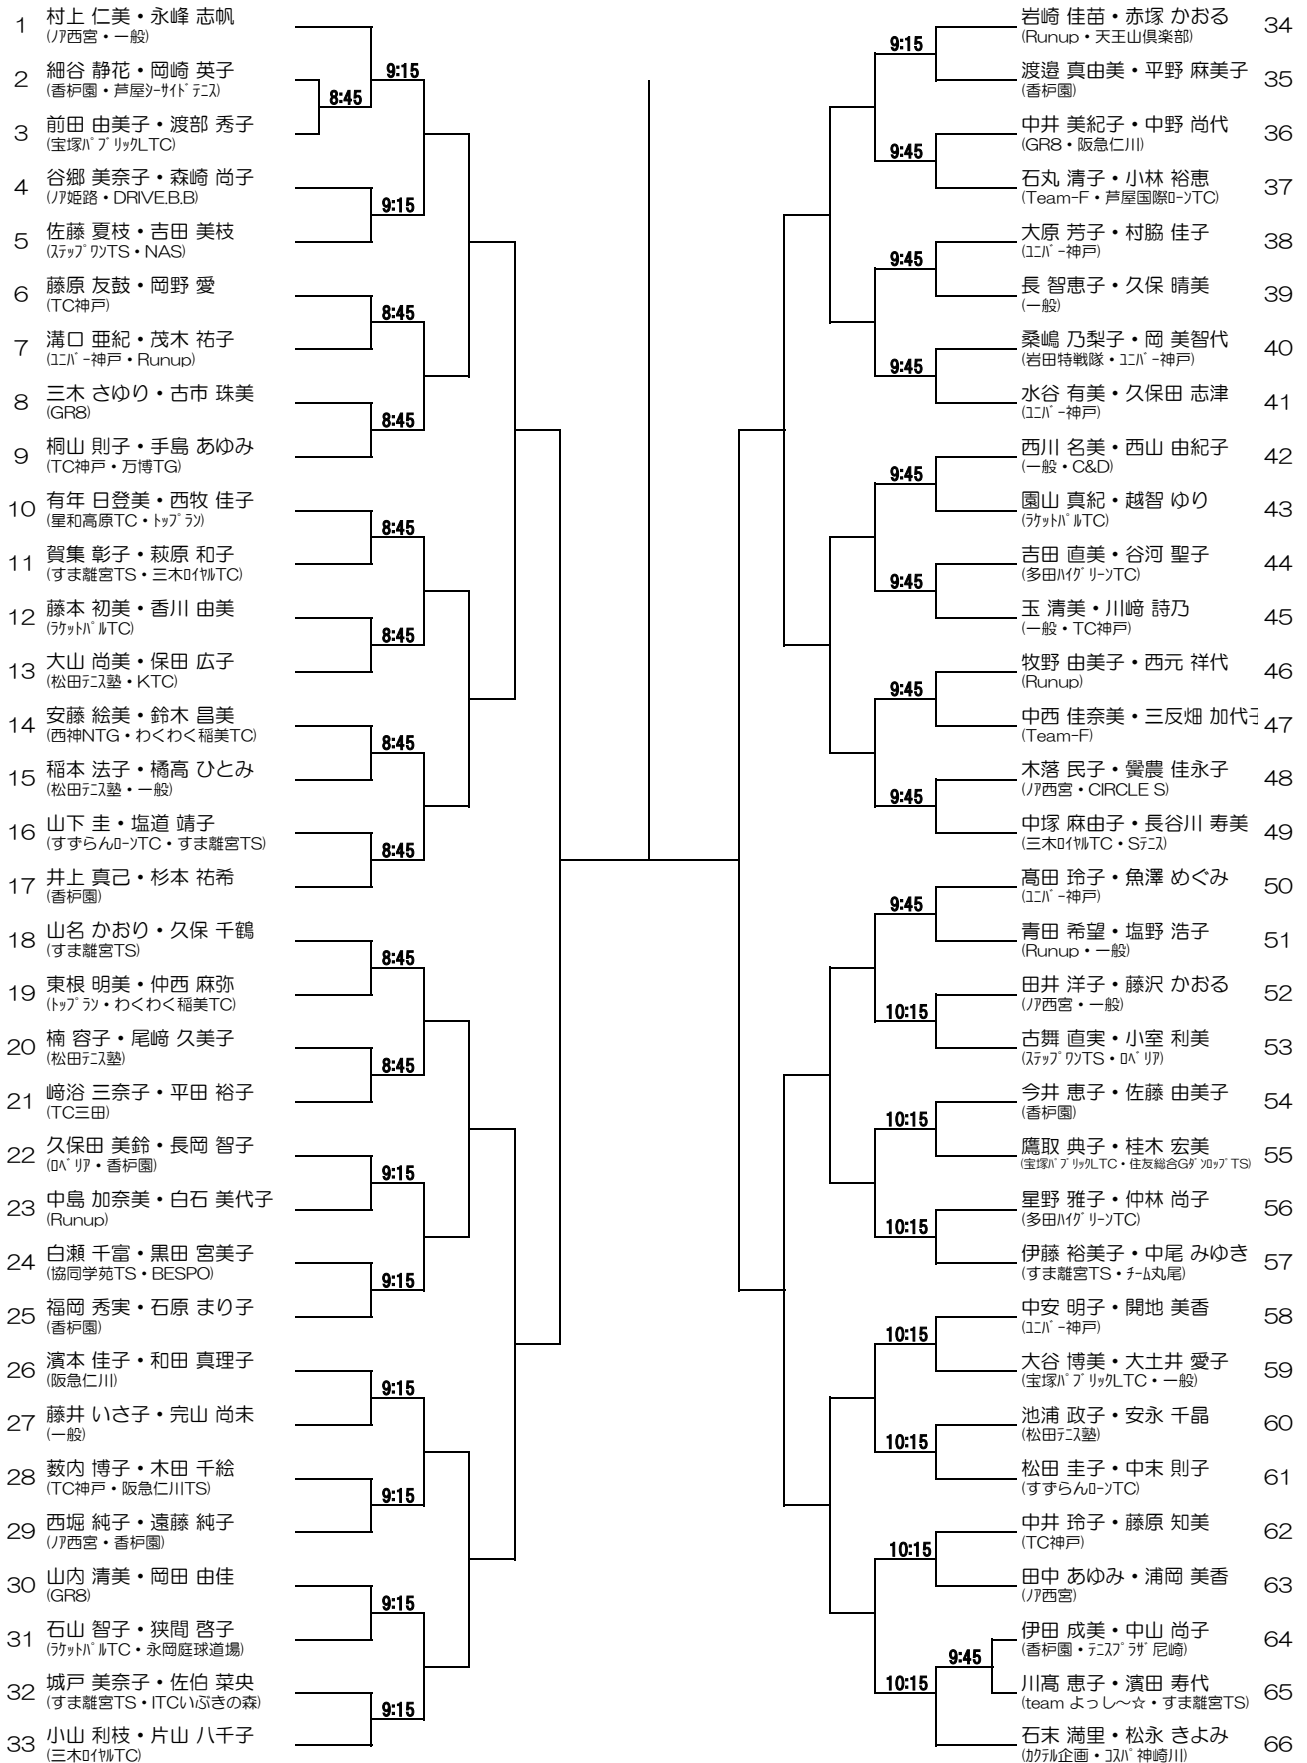 1 村上 仁美・永峰 志帆
(ﾉｱ西宮・一般)
2 細谷 静花・岡崎 英子
(香枦園・芦屋ｼｰｻｲﾄﾞﾃﾆｽ)
3 前田 由美子・渡部 秀子
(宝塚ﾊﾟﾌﾞﾘｯｸLTC)
4 谷郷 美奈子・森崎 尚子
(ﾉｱ姫路・DRIVE.B.B)
5 佐藤 夏枝・吉田 美枝
(ｽﾃｯﾌﾟﾜﾝTS・NAS)
6 藤原 友鼓・岡野 愛
(TC神戸)
7 溝口 亜紀・茂木 祐子
(ﾕﾆﾊﾞｰ神戸・Runup)
8 三木 さゆり・古市 珠美
(GR8)
9 桐山 則子・手島 あゆみ
(TC神戸・万博TG)
10 有年 日登美・西牧 佳子
(星和高原TC・ﾄｯﾌﾟﾗﾝ)
11 賀集 彰子・萩原 和子
(すま離宮TS・三木ﾛｲﾔﾙTC)
12 藤本 初美・香川 由美
(ﾗｹｯﾄﾊﾟﾙTC)
13 大山 尚美・保田 広子
(松田ﾃﾆｽ塾・KTC)
14 安藤 絵美・鈴木 昌美
(西神NTG・わくわく稲美TC)
15 稲本 法子・橘高 ひとみ
(松田ﾃﾆｽ塾・一般)
16 山下 圭・塩道 靖子
(すずらんﾛｰﾝTC・すま離宮TS)
17 井上 真己・杉本 祐希
(香枦園)
18 山名 かおり・久保 千鶴
(すま離宮TS)
19 東根 明美・仲西 麻弥
(ﾄｯﾌﾟﾗﾝ・わくわく稲美TC)
20 楠 容子・尾﨑 久美子
(松田ﾃﾆｽ塾)
21 﨑浴 三奈子・平田 裕子
(TC三田)
22 久保田 美鈴・長岡 智子
(ﾛﾍﾞﾘｱ・香枦園)
23 中島 加奈美・白石 美代子
(Runup)
24 白瀬 千富・黒田 宮美子
(協同学苑TS・BESPO)
25 福岡 秀実・石原 まり子
(香枦園)
26 濱本 佳子・和田 真理子
(阪急仁川)
27 藤井 いさ子・完山 尚未
(一般)
28 薮内 博子・木田 千絵
(TC神戸・阪急仁川TS)
29 西堀 純子・遠藤 純子
(ﾉｱ西宮・香枦園)
30 山内 清美・岡田 由佳
(GR8)
31 石山 智子・狭間 啓子
(ﾗｹｯﾄﾊﾟﾙTC・永岡庭球道場)
32 城戸 美奈子・佐伯 菜央
(すま離宮TS・ITCいぶきの森)
33 小山 利枝・片山 八千子
(三木ﾛｲﾔﾙTC)
9:15
8:45
9:15
8:45
8:45
8:45
8:45
8:45
8:45
8:45
8:45
9:15
9:15
9:15
9:15
9:15
9:15
9:15
9:45
9:45
9:45
9:45
9:45
9:45
9:45
9:45
10:15
10:15
10:15
10:15
10:15
10:15
9:45
10:15
岩崎 佳苗・赤塚 かおる 34
(Runup・天王山倶楽部)
渡邉 真由美・平野 麻美子 35
(香枦園)
中井 美紀子・中野 尚代 36
(GR8・阪急仁川)
石丸 清子・小林 裕恵 37
(Team-F・芦屋国際ﾛｰﾝTC)
大原 芳子・村脇 佳子 38
(ﾕﾆﾊﾞｰ神戸)
長 智恵子・久保 晴美 39
(一般)
桑嶋 乃梨子・岡 美智代 40
(岩田特戦隊・ﾕﾆﾊﾞｰ神戸)
水谷 有美・久保田 志津 41
(ﾕﾆﾊﾞｰ神戸)
西川 名美・西山 由紀子 42
(一般・C&D)
園山 真紀・越智 ゆり 43
(ﾗｹｯﾄﾊﾟﾙTC)
吉田 直美・谷河 聖子 44
(多田ﾊｲｸﾞﾘｰﾝTC)
玉 清美・川﨑 詩乃 45
(一般・TC神戸)
牧野 由美子・西元 祥代 46
(Runup)
中西 佳奈美・三反畑 加代子 47
(Team-F)
木落 民子・黌農 佳永子 48
(ﾉｱ西宮・CIRCLE S)
中塚 麻由子・長谷川 寿美 49
(三木ﾛｲﾔﾙTC・Sﾃﾆｽ)
髙田 玲子・魚澤 めぐみ 50
(ﾕﾆﾊﾞｰ神戸)
青田 希望・塩野 浩子 51
(Runup・一般)
田井 洋子・藤沢 かおる 52
(ﾉｱ西宮・一般)
古舞 直実・小室 利美 53
(ｽﾃｯﾌﾟﾜﾝTS・ﾛﾍﾞﾘｱ)
今井 恵子・佐藤 由美子 54
(香枦園)
鷹取 典子・桂木 宏美 55
(宝塚ﾊﾟﾌﾞﾘｯｸLTC・住友総合GﾀﾞﾝﾛｯﾌﾟTS)
星野 雅子・仲林 尚子 56
(多田ﾊｲｸﾞﾘｰﾝTC)
伊藤 裕美子・中尾 みゆき 57
(すま離宮TS・ﾁｰﾑ丸尾)
中安 明子・開地 美香 58
(ﾕﾆﾊﾞｰ神戸)
大谷 博美・大土井 愛子 59
(宝塚ﾊﾟﾌﾞﾘｯｸLTC・一般)
池浦 政子・安永 千晶 60
(松田ﾃﾆｽ塾)
松田 圭子・中末 則子 61
(すずらんﾛｰﾝTC)
中井 玲子・藤原 知美 62
(TC神戸)
田中 あゆみ・浦岡 美香 63
(ﾉｱ西宮)
伊田 成美・中山 尚子 64
(香枦園・ﾃﾆｽﾌﾟﾗｻﾞ尼崎)
川髙 恵子・濱田 寿代 65
(team よっし～☆・すま離宮TS)
石末 満里・松永 きよみ 66
(ｶｸﾃﾙ企画・ｺｽﾊﾟ神崎川)